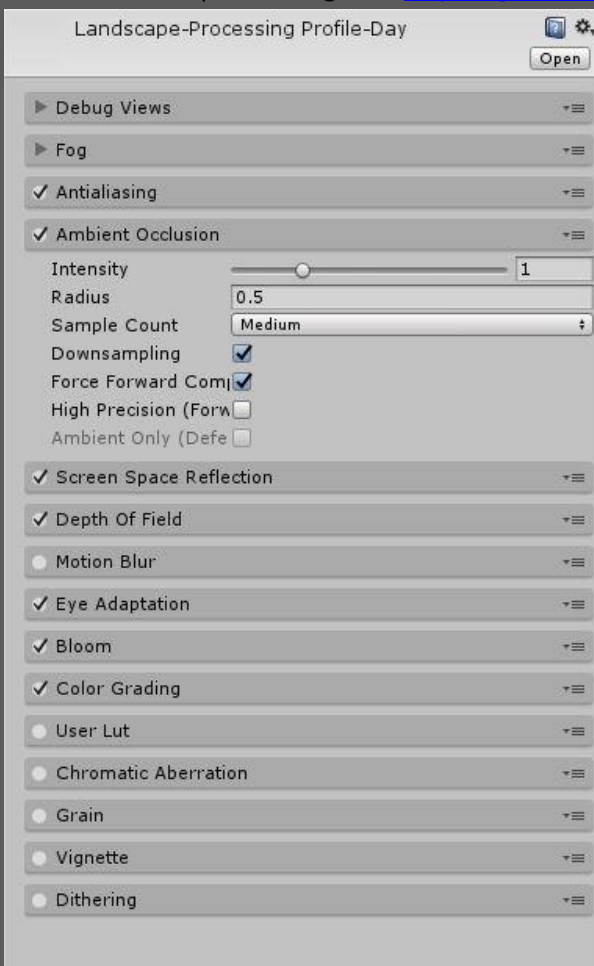 Landscape-Processing Profile-Day
Open
Debug Views
Fog
Antialiasing
Ambient Occlusion
Intensity 1
Radius 0.5
Sample Count Medium
Downsampling
Force Forward Comp
High Precision (Forw
Ambient Only (Defe
Screen Space Reflection
Depth Of Field
Motion Blur
Eye Adaptation
Bloom
Color Grading
User Lut
Chromatic Aberration
Grain
Vignette
Dithering